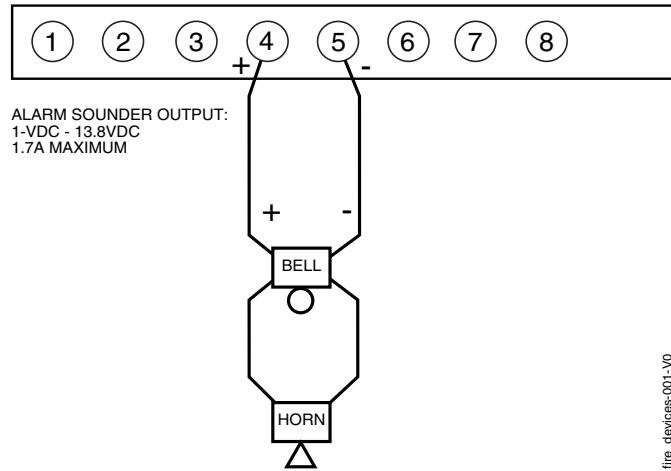 1 2 3 4 5 6 7 8
+ -
ALARM SOUNDER OUTPUT:
1-VDC - 13.8VDC
1.7A MAXIMUM
+ -
BELL
HORN
fire_devices-001-V0